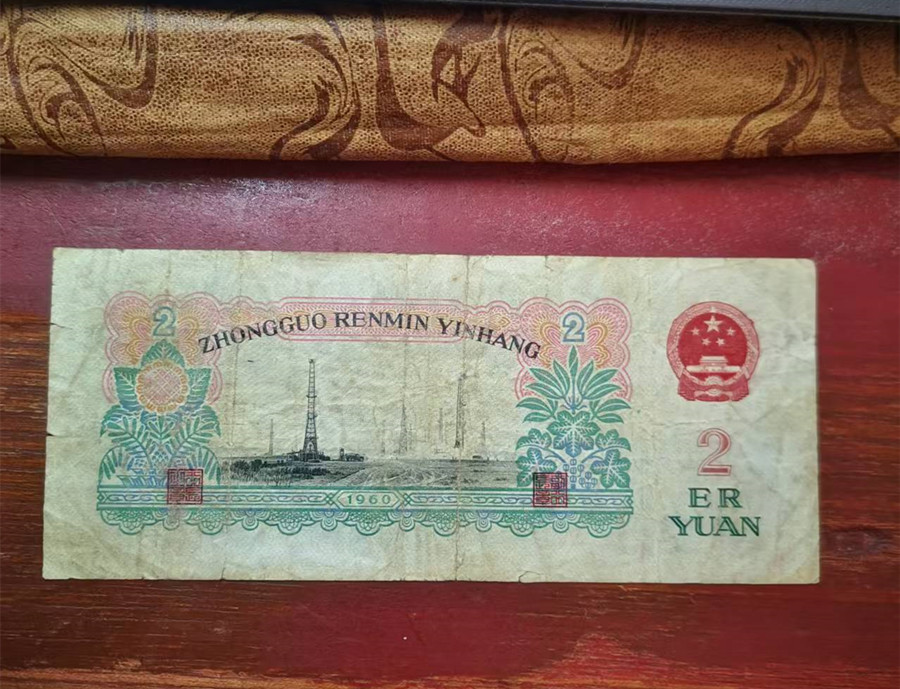 2
2
ZHONGGUO RENMIN YINHANG
1960
2
ER
YUAN